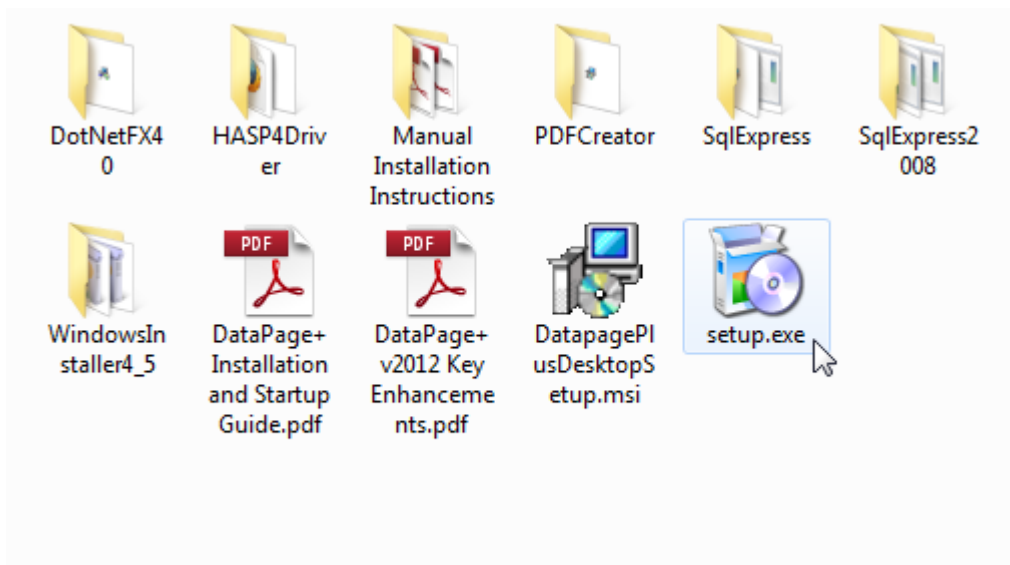 DotNetFX4
0
HASP4Driv
er
Manual
Installation
Instructions
PDFCreator
SqlExpress
SqlExpress2
008
WindowsIn
staller4_5
PDF
DataPage+
Installation
and Startup
Guide.pdf
PDF
DataPage+
v2012 Key
Enhanceme
nts.pdf
DatapagePl
usDesktopS
etup.msi
setup.exe